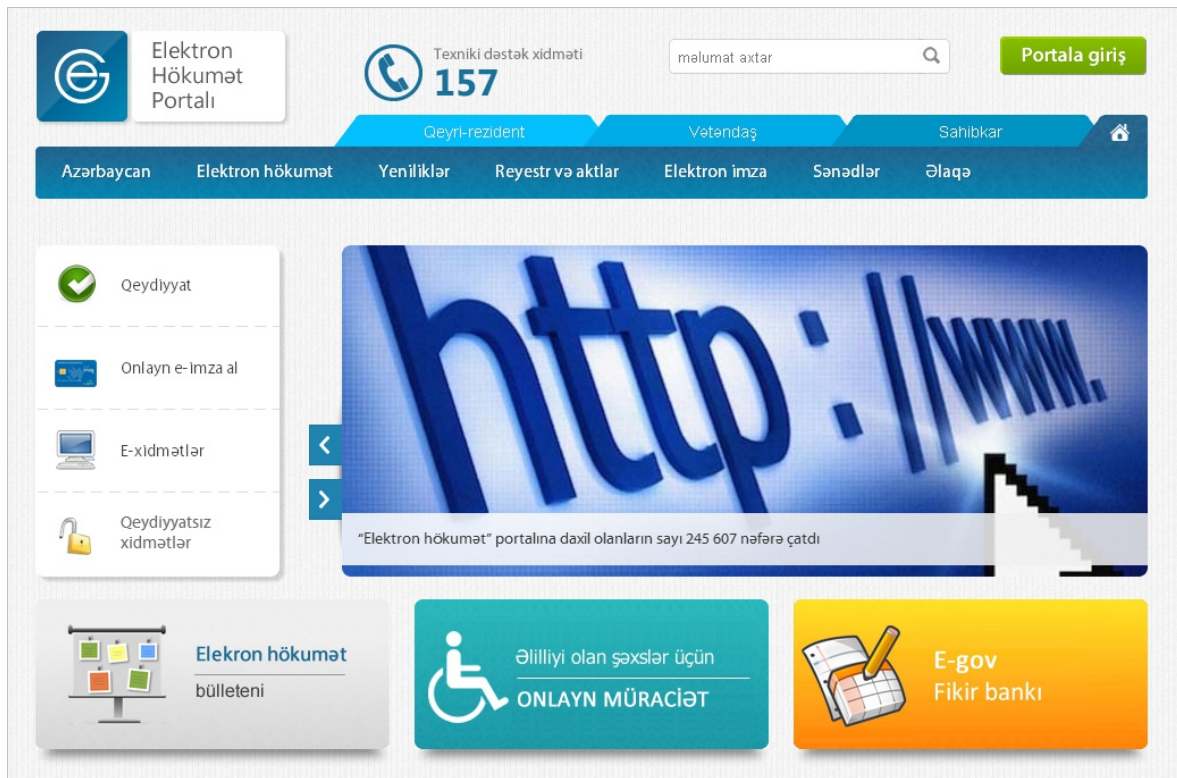 Elektron
Hökumət
Portalı
Texniki dəstək xidməti
157
məlumat axtar
Portala giriş
Qeyri-rezident
Vətəndaş
Sahibkar
Azərbaycan
Elektron hökumət
Yeniliklər
Reyestr və aktlar
Elektron imza
Sənədlər
Əlaqə
Qeydiyyat
Onlayn e-imza al
E-xidmətlər
Qeydiyyatsız
xidmətlər
http://www.
“Elektron hökumət” portalına daxil olanların sayı 245 607 nəfərə çatdı
Elekron hökumət
bülleteni
Əlilliyi olan şəxslər üçün
ONLAYN MÜRACİƏT
E-gov
Fikir bankı